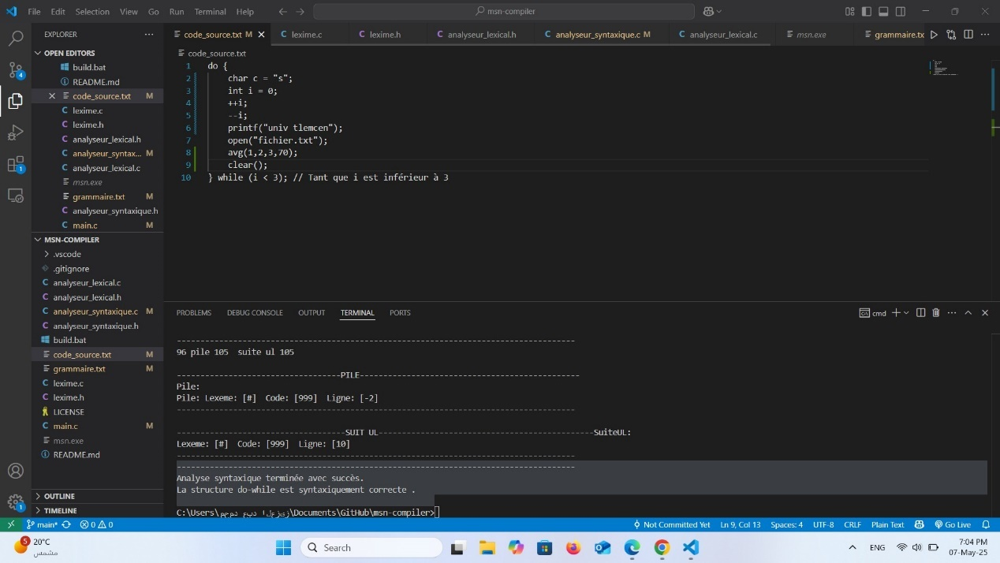 File Edit Selection View Go Run Terminal Help
msn-compiler
EXPLORER
OPEN EDITORS
build.bat
README.md
code_source.txt M
lexime.c
lexime.h
analyseur_lexical.h
analyseur_syntax... M
analyseur_lexical.c
msn.exe
grammaire.txt M
analyseur_syntaxique.h
main.c M
MSN-COMPILER
.vscode
.gitignore
analyseur_lexical.c
analyseur_lexical.h
analyseur_syntaxique.c M
analyseur_syntaxique.h
build.bat
code_source.txt M
grammaire.txt M
lexime.c
lexime.h
LICENSE
main.c M
msn.exe
README.md
OUTLINE
TIMELINE
4
1
1
code_source.txt M lexime.c lexime.h analyseur_lexical.h analyseur_syntaxique.c M analyseur_lexical.c msn.exe grammaire.tx
code_source.txt
1 do {
2 char c = "s";
3 int i = 0;
4 ++i;
5 --i;
6 printf("univ tlemcen");
7 open("fichier.txt");
8 avg(1,2,3,70);
9 clear();
10 } while (i < 3); // Tant que i est inférieur à 3
PROBLEMS DEBUG CONSOLE OUTPUT TERMINAL PORTS
cmd
------------------------------------------------------------------------------------
96 pile 105 suite ul 105
-----------------------------------PILE----------------------------------------------
Pile:
Pile: Lexeme: [#] Code: [999] Ligne: [-2]
------------------------------------------------------------------------------------
------------------------------------SUIT UL---------------------------------------------SuiteUL:
Lexeme: [#] Code: [999] Ligne: [10]
------------------------------------------------------------------------------------
------------------------------------------------------------------------------------
Analyse syntaxique terminée avec succès.
La structure do-while est syntaxiquement correcte .
C:\Users\محمد عبد العزيز\Documents\GitHub\msn-compiler>
main* 0 0 Not Committed Yet Ln 9, Col 13 Spaces: 4 UTF-8 CRLF Plain Text Go Live
5
20°C
مشمس
Search
ENG
7:04 PM
07-May-25